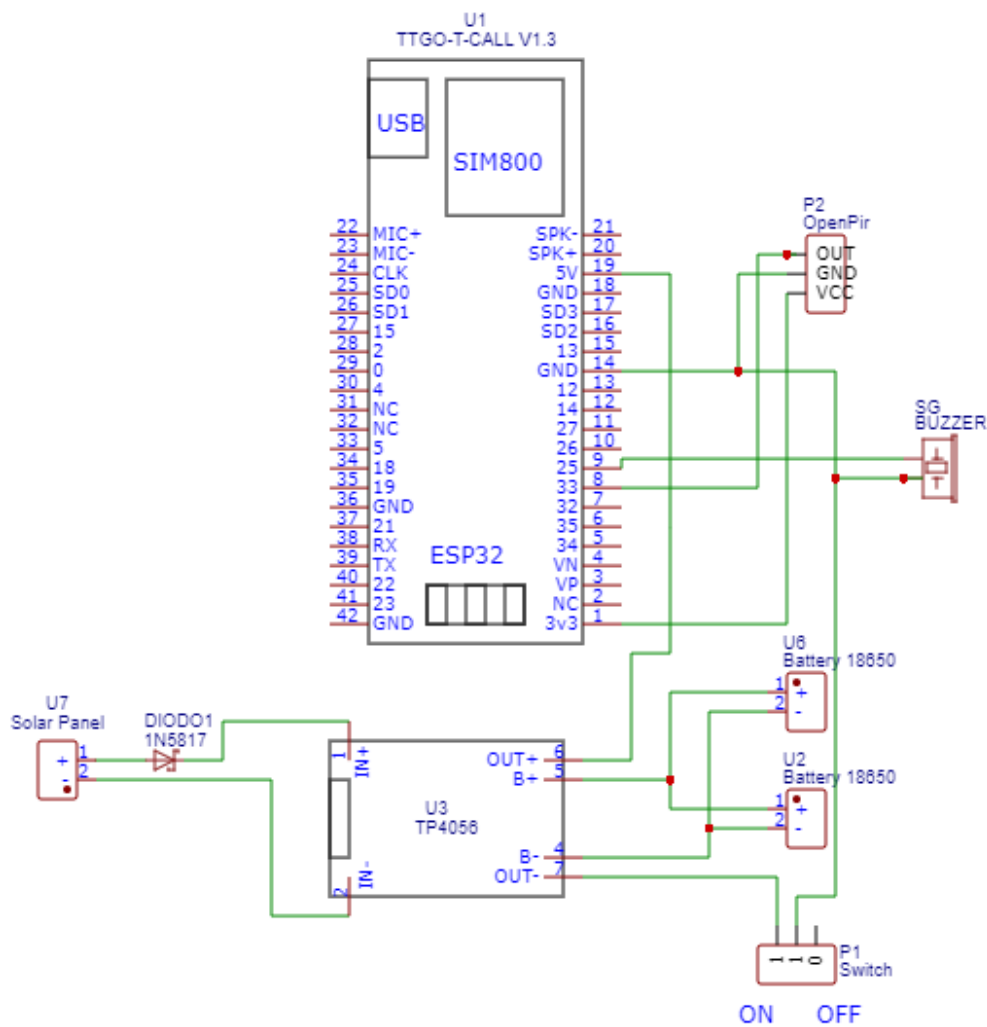 U1
TTGO-T-CALL V1.3
USB
SIM800
22 MIC+
23 MIC-
24 CLK
25 SD0
26 SD1
27 15
28 2
29 0
30 4
31 NC
32 NC
33 5
34 18
35 19
36 GND
37 21
38 RX
39 TX
40 22
41 23
42 GND
SPK- 21
SPK+ 20
5V 19
GND 18
SD3 17
SD2 16
13 15
GND 14
12 13
14 12
27 11
26 10
25 9
33 8
32 7
35 6
34 5
VN 4
VP 3
NC 2
3v3 1
ESP32
P2
OpenPir
OUT
GND
VCC
SG
BUZZER
U6
Battery 18650
1 +
2 -
U2
Battery 18650
1 +
2 -
U7
Solar Panel
+ 1
- 2
DIODO1
1N5817
1 IN+
2 IN-
U3
TP4056
OUT+ 6
B+ 5
B- 4
OUT- 7
1 1 0
P1
Switch
ON OFF